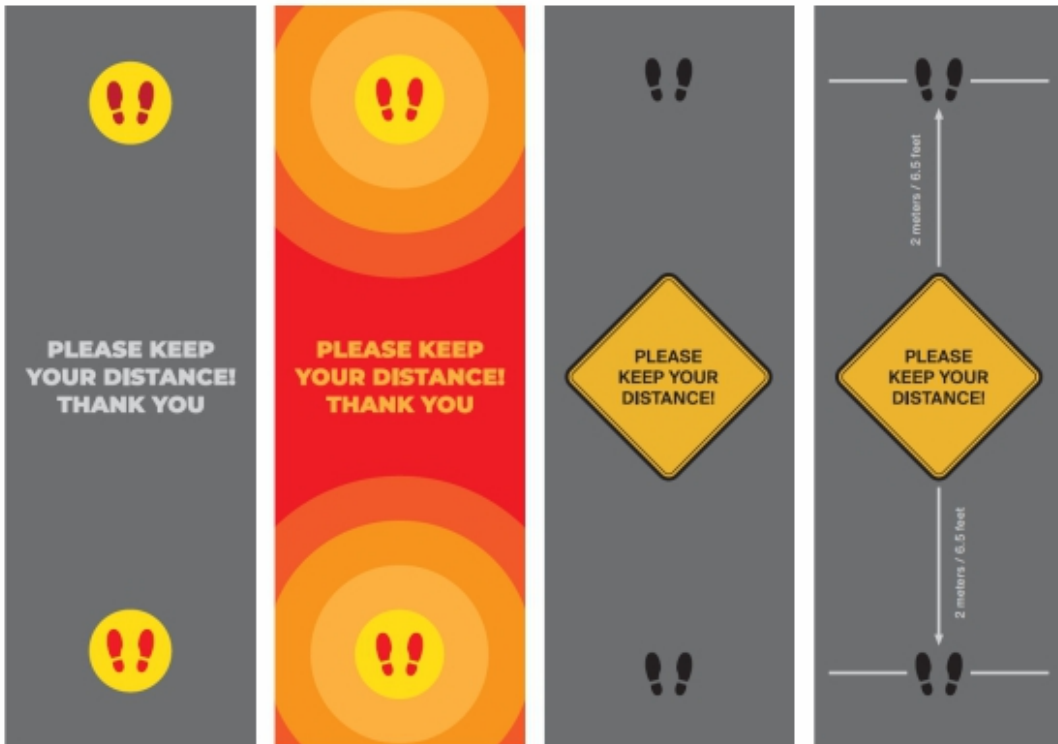 PLEASE KEEP
YOUR DISTANCE!
THANK YOU
PLEASE KEEP
YOUR DISTANCE!
THANK YOU
PLEASE
KEEP YOUR
DISTANCE!
2 meters / 6.5 feet
PLEASE
KEEP YOUR
DISTANCE!
2 meters / 6.5 feet